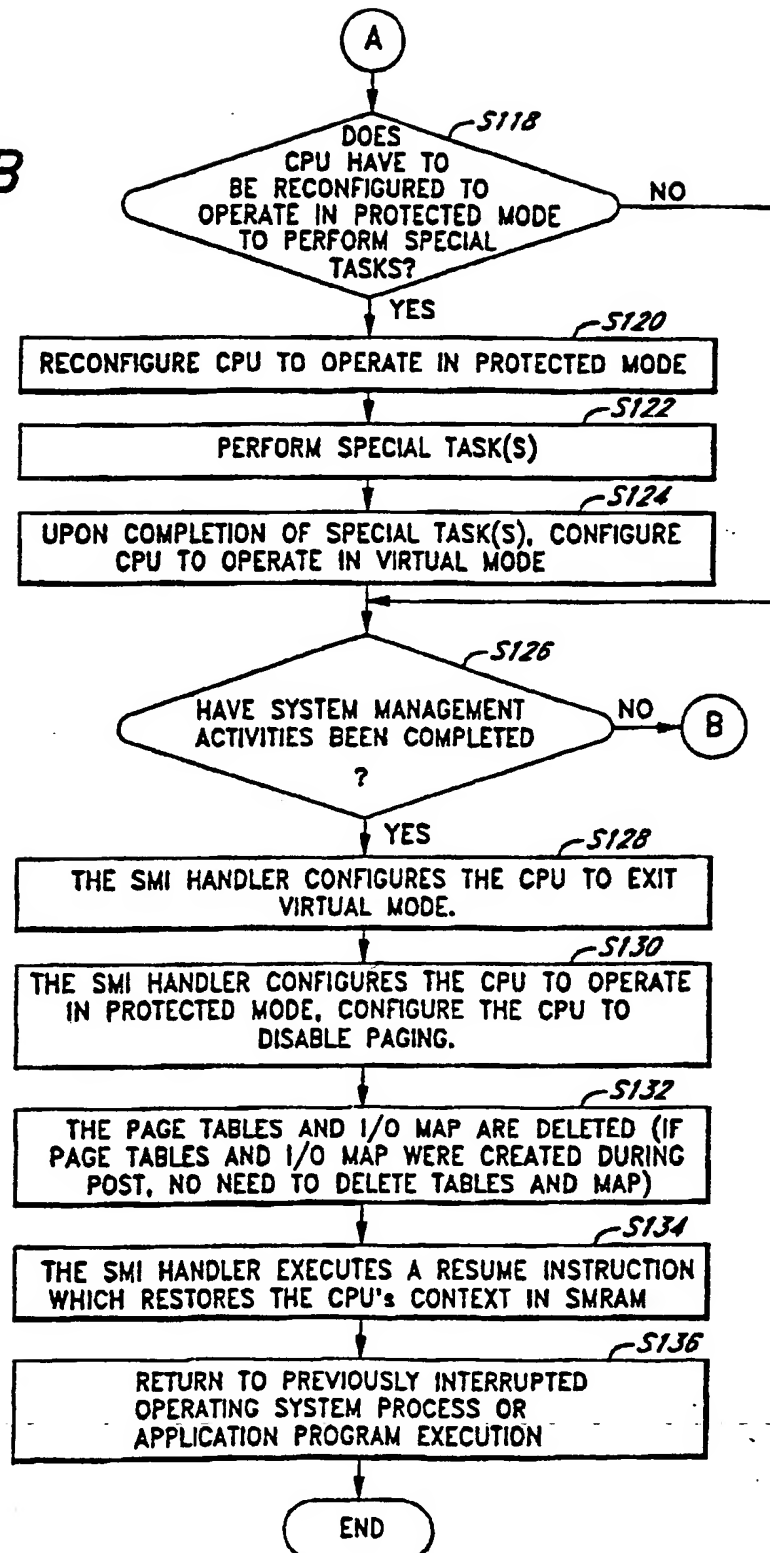 A
B
S118
DOES
CPU HAVE TO
BE RECONFIGURED TO
OPERATE IN PROTECTED MODE
TO PERFORM SPECIAL
TASKS?
NO
YES
S120
RECONFIGURE CPU TO OPERATE IN PROTECTED MODE
S122
PERFORM SPECIAL TASK(S)
S124
UPON COMPLETION OF SPECIAL TASK(S), CONFIGURE
CPU TO OPERATE IN VIRTUAL MODE
S126
HAVE SYSTEM MANAGEMENT
ACTIVITIES BEEN COMPLETED
?
NO
B
YES
S128
THE SMI HANDLER CONFIGURES THE CPU TO EXIT
VIRTUAL MODE.
S130
THE SMI HANDLER CONFIGURES THE CPU TO OPERATE
IN PROTECTED MODE, CONFIGURE THE CPU TO
DISABLE PAGING.
S132
THE PAGE TABLES AND I/O MAP ARE DELETED (IF
PAGE TABLES AND I/O MAP WERE CREATED DURING
POST, NO NEED TO DELETE TABLES AND MAP)
S134
THE SMI HANDLER EXECUTES A RESUME INSTRUCTION
WHICH RESTORES THE CPU's CONTEXT IN SMRAM
S136
RETURN TO PREVIOUSLY INTERRUPTED
OPERATING SYSTEM PROCESS OR
APPLICATION PROGRAM EXECUTION
END